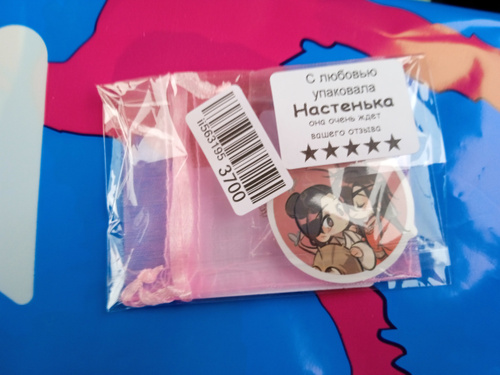 С любовью
упаковала
Настенька
она очень ждет
вашего отзыва
★★★★★
3700